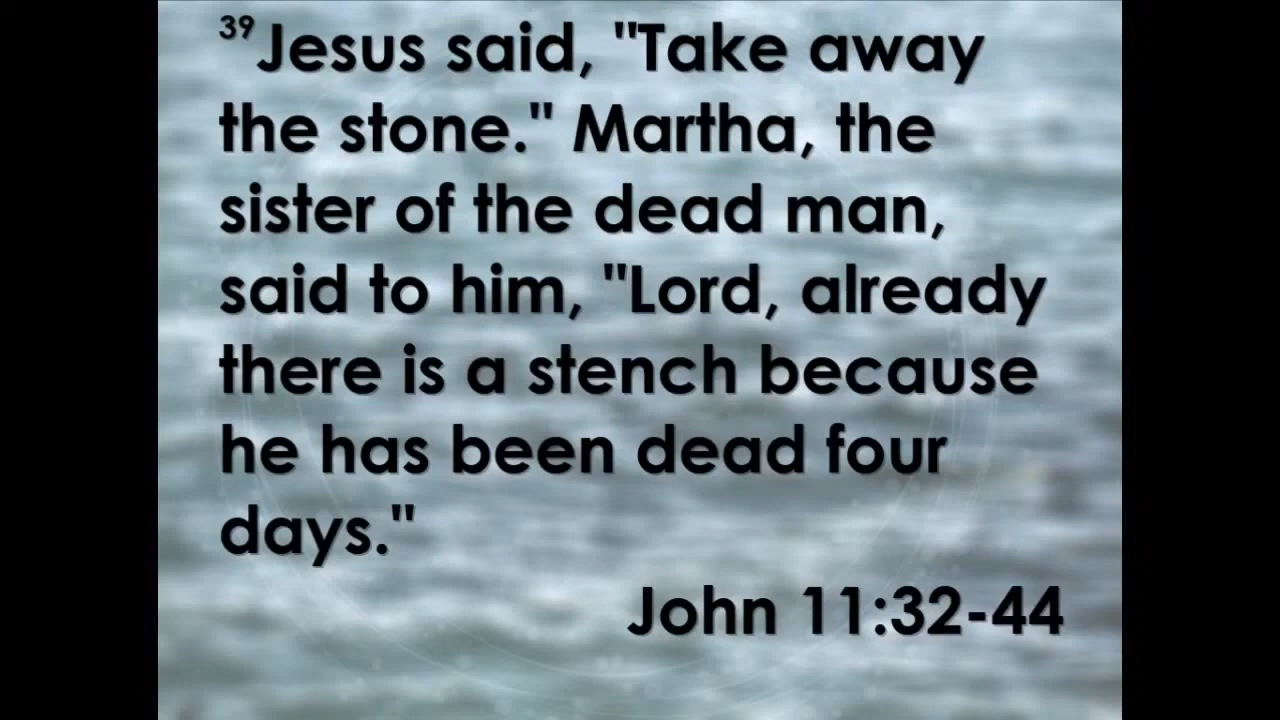 39Jesus said, "Take away
the stone." Martha, the
sister of the dead man,
said to him, "Lord, already
there is a stench because
he has been dead four
days."
John 11:32-44